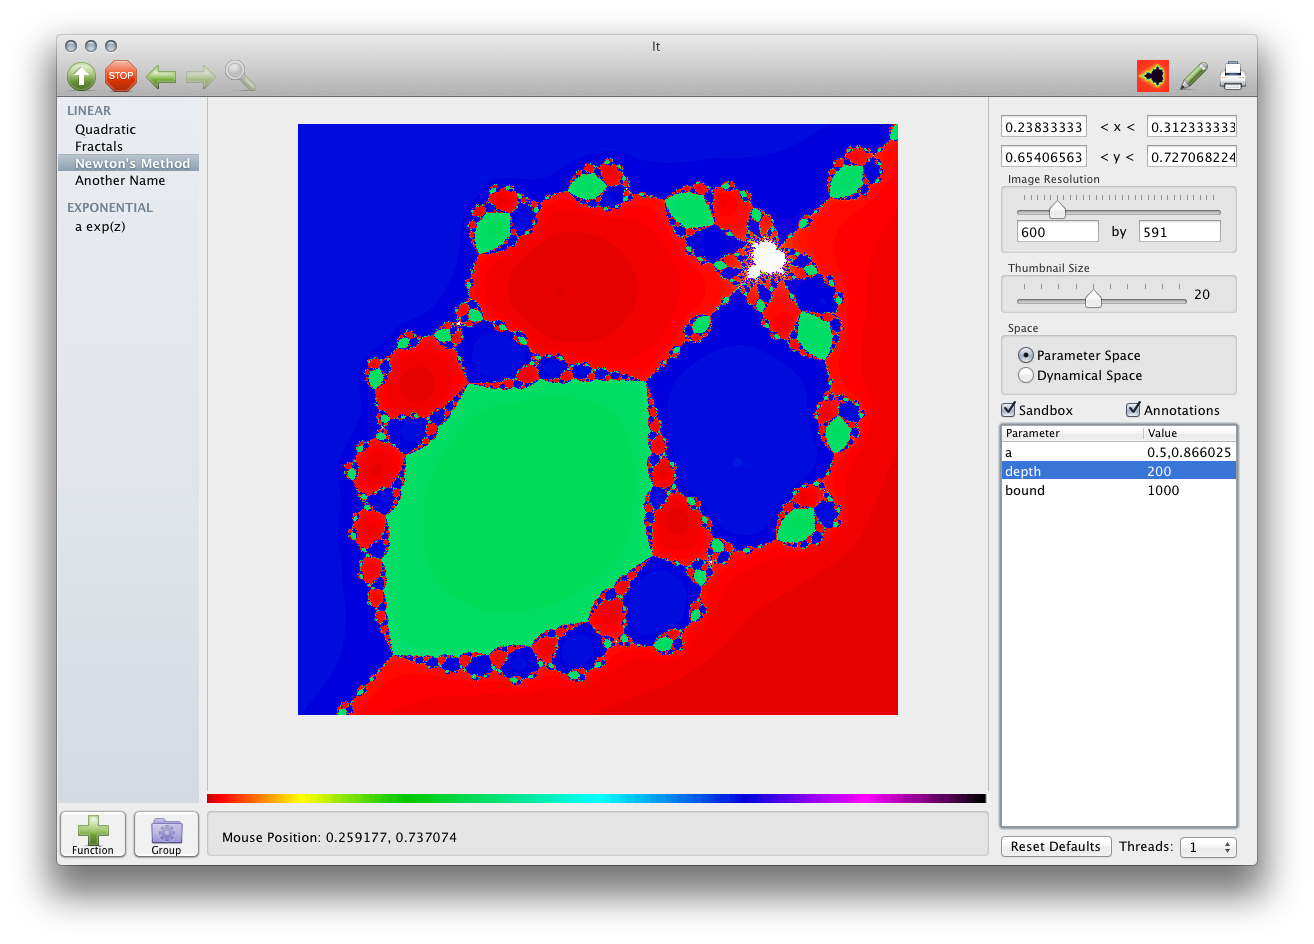 It
STOP
LINEAR
Quadratic
Fractals
Newton's Method
Another Name
EXPONENTIAL
a exp(z)
Function
Group
Mouse Position: 0.259177, 0.737074
0.23833333 < x < 0.312333333
0.65406563 < y < 0.727068224
Image Resolution
600 by 591
Thumbnail Size
20
Space
Parameter Space
Dynamical Space
Sandbox Annotations
Parameter Value
a 0.5,0.866025
depth 200
bound 1000
Reset Defaults Threads: 1